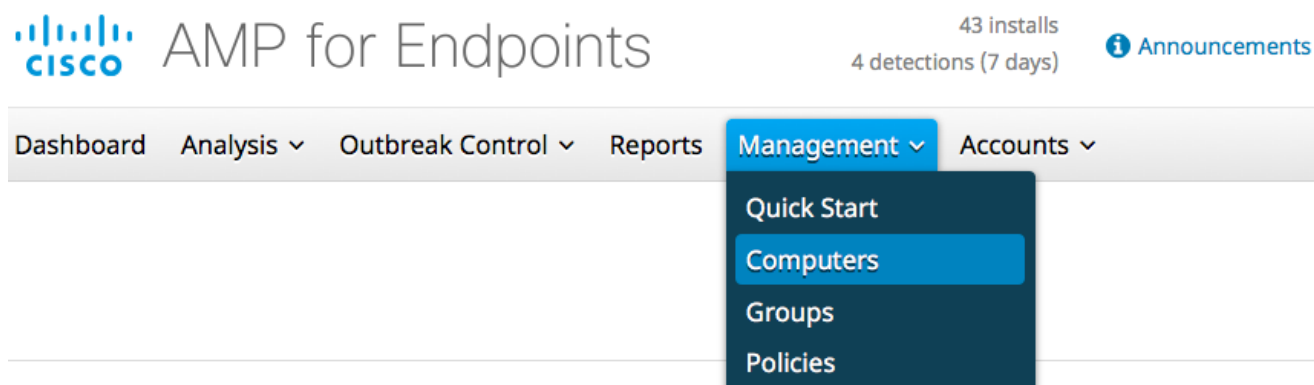 CISCO AMP for Endpoints
43 installs
4 detections (7 days)
Announcements
Dashboard Analysis Outbreak Control Reports Management Accounts
Quick Start
Computers
Groups
Policies